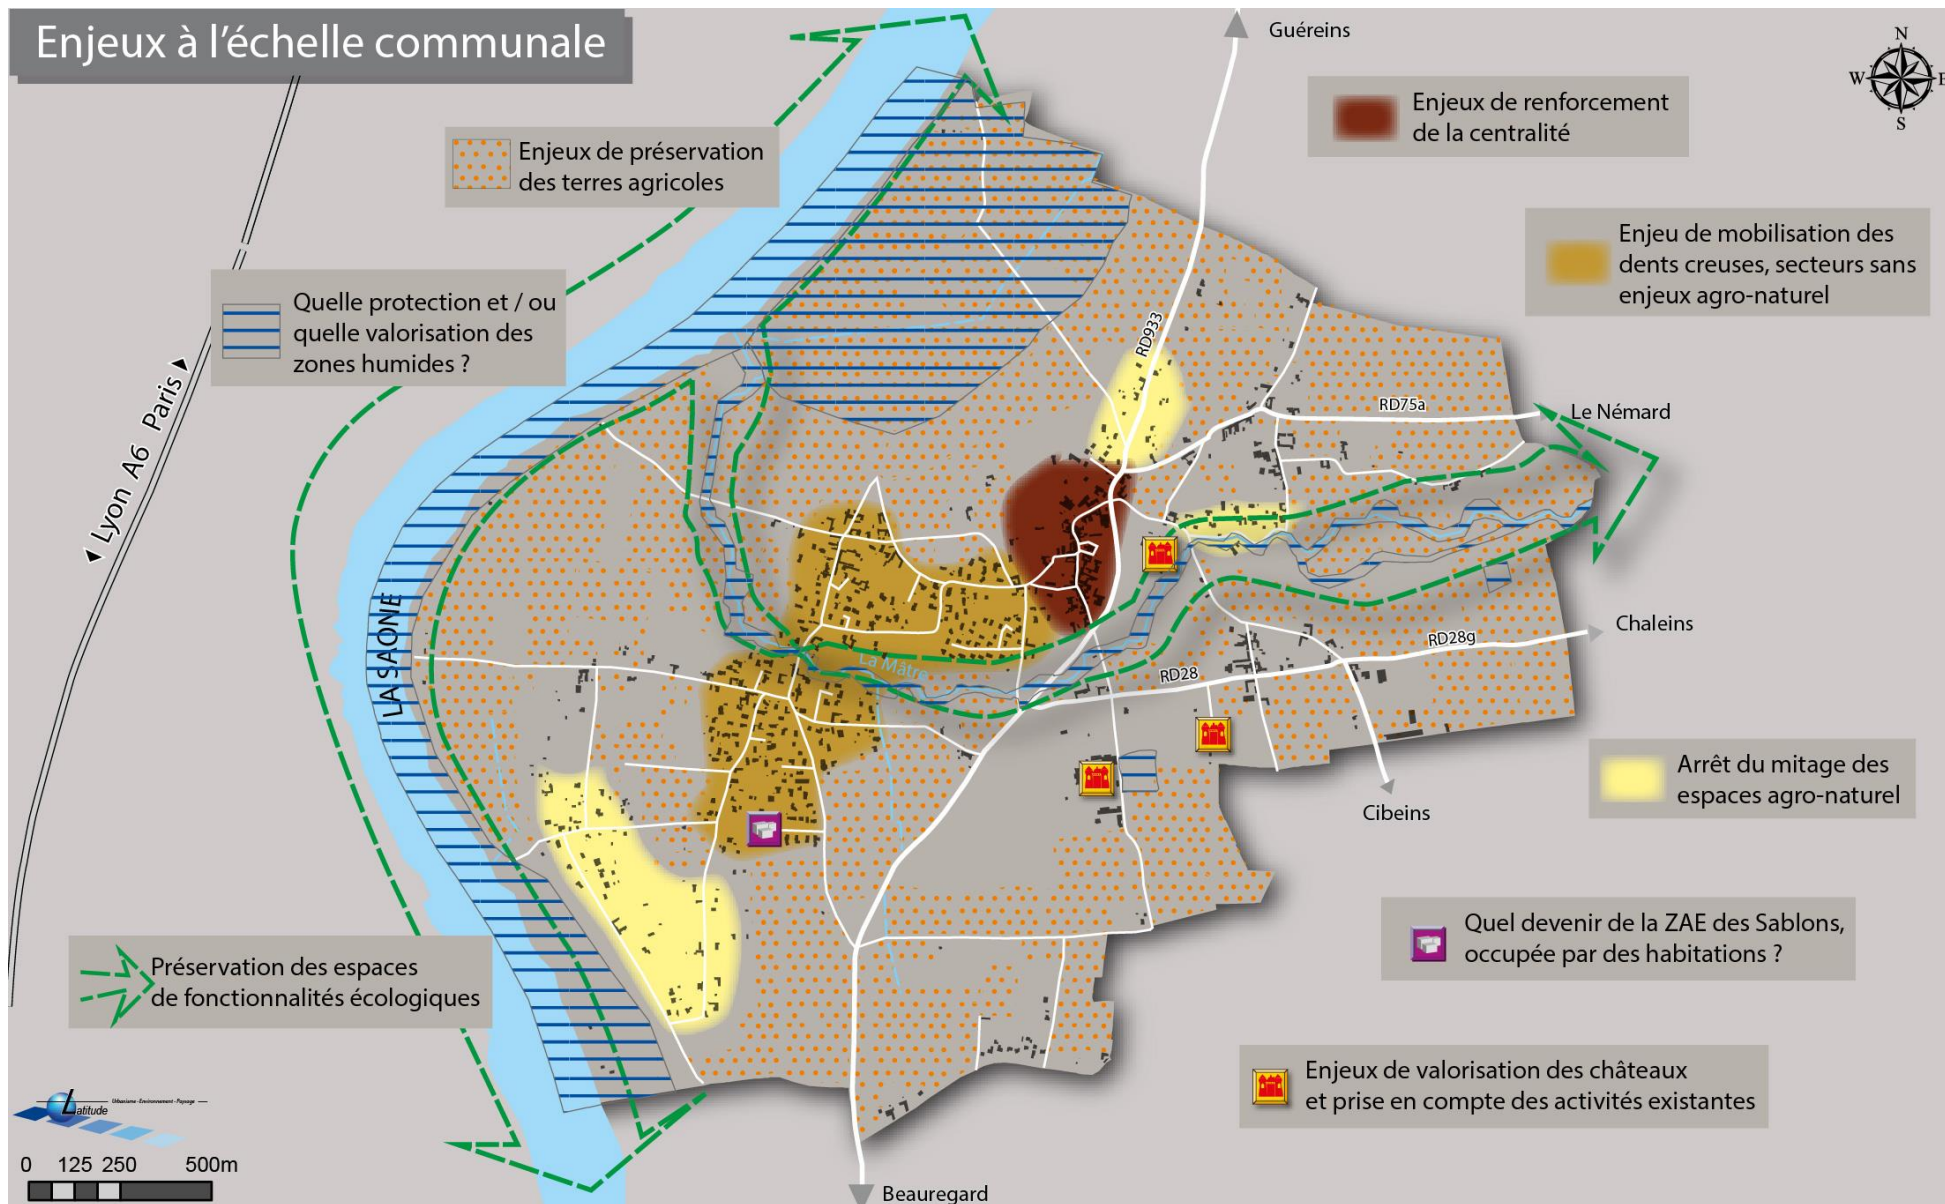 Enjeux à l'échelle communale
Guéreins
N
W
E
S
Enjeux de renforcement
de la centralité
Enjeux de préservation
des terres agricoles
Enjeu de mobilisation des
dents creuses, secteurs sans
enjeux agro-naturel
Quelle protection et / ou
quelle valorisation des
zones humides ?
RD933
Lyon A6 Paris
RD75a
Le Némard
LA SAONE
La Mâtre
Chaleins
RD28g
RD28
Cibeins
Arrêt du mitage des
espaces agro-naturel
Quel devenir de la ZAE des Sablons,
occupée par des habitations ?
Préservation des espaces
de fonctionnalités écologiques
Enjeux de valorisation des châteaux
et prise en compte des activités existantes
Latitude
Urbanisme - Environnement - Paysage
0 125 250 500m
Beauregard